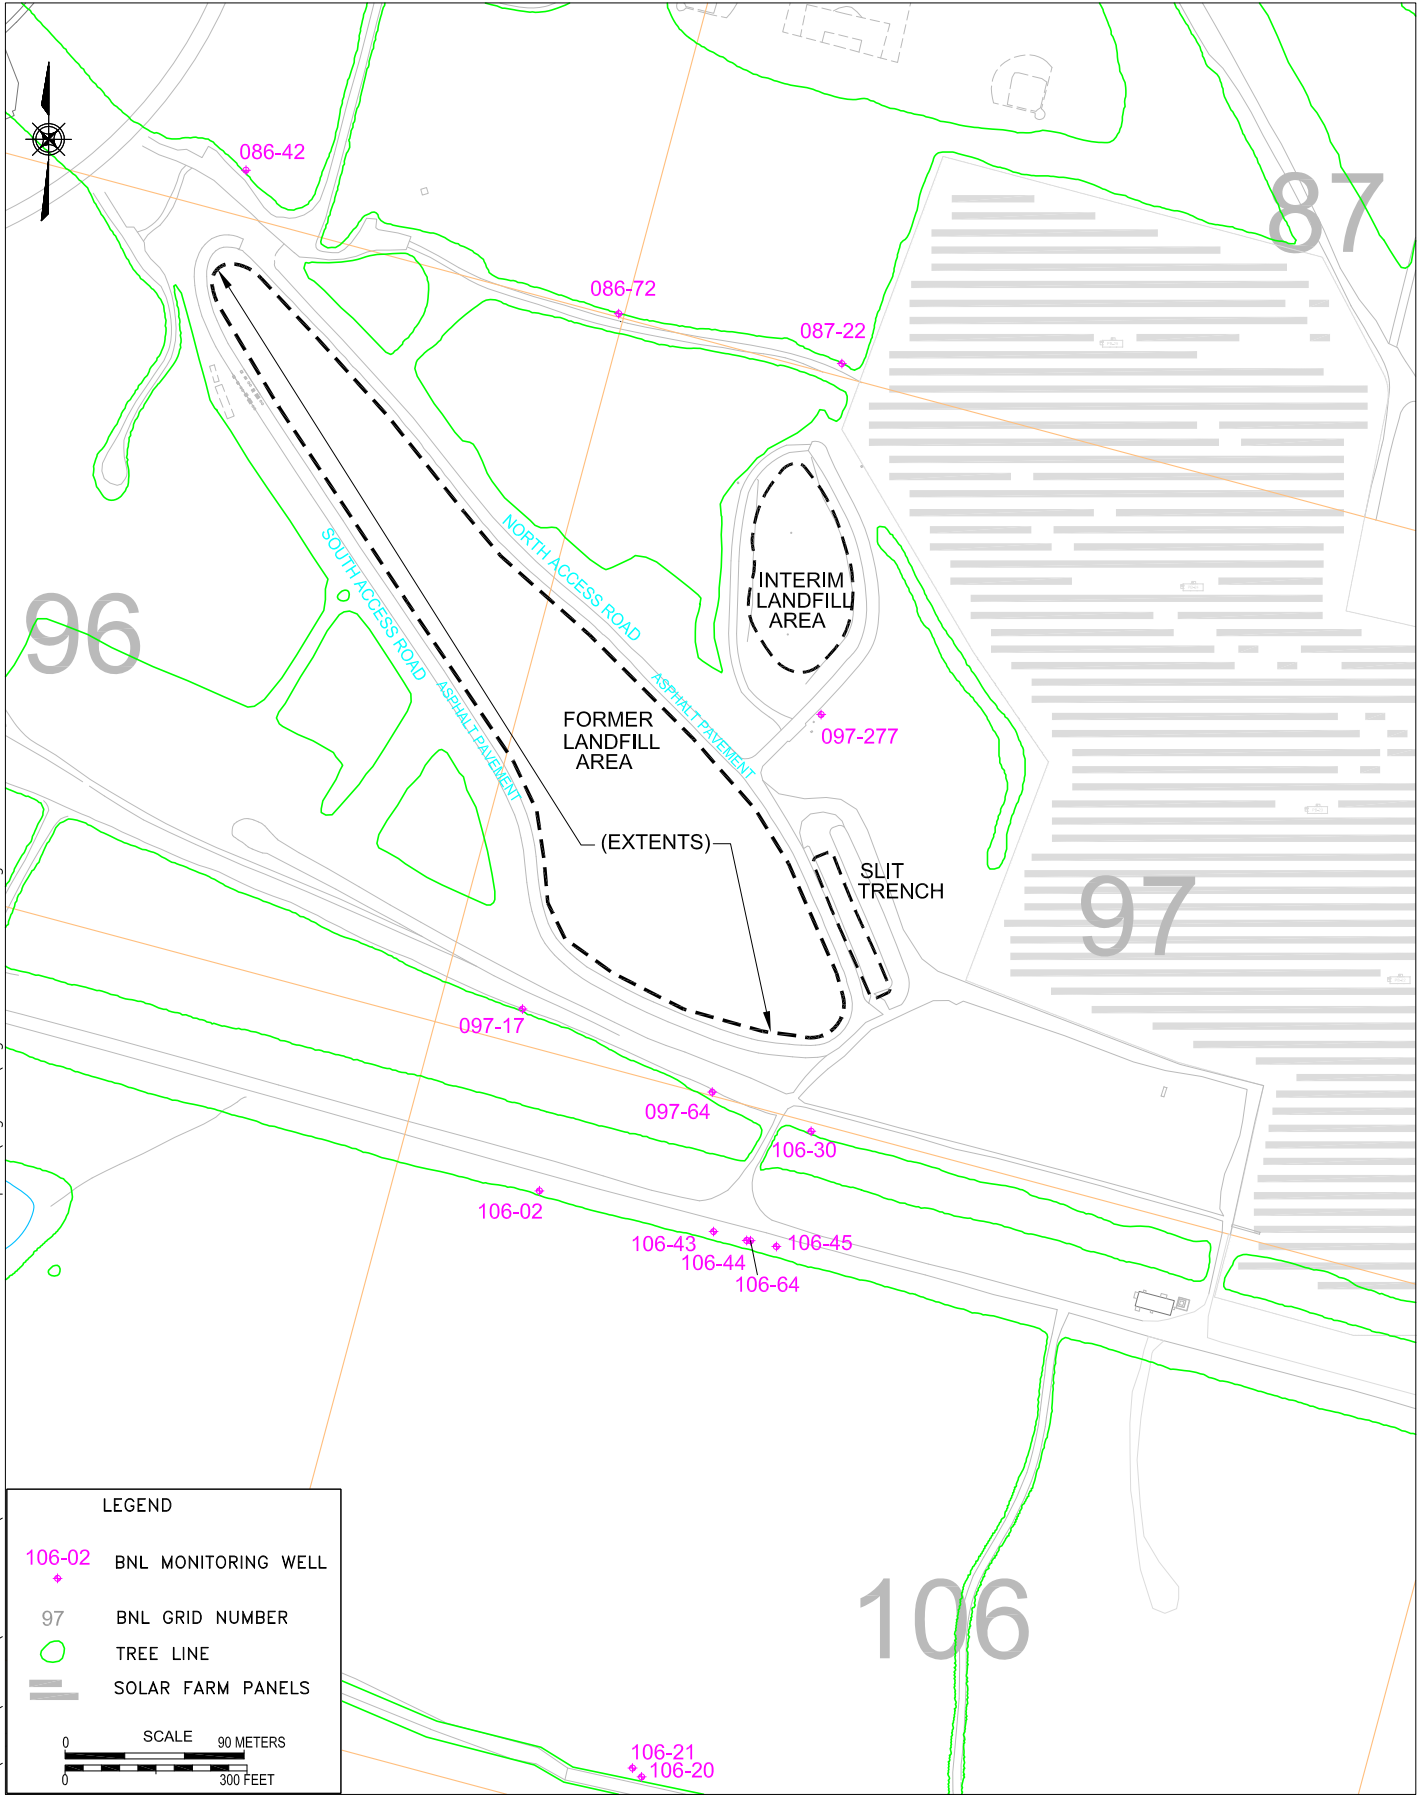 086-42
87
086-72
087-22
NORTH ACCESS ROAD
SOUTH ACCESS ROAD
INTERIM
LANDFILL
AREA
96
ASPHALT PAVEMENT
ASPHALT PAVEMENT
FORMER
LANDFILL
AREA
097-277
(EXTENTS)
SLIT
TRENCH
97
097-17
097-64
106-30
106-02
106-43
106-45
106-44
106-64
106
LEGEND
106-02 BNL MONITORING WELL
97 BNL GRID NUMBER
TREE LINE
SOLAR FARM PANELS
SCALE
0 90 METERS
0 300 FEET
106-21
106-20